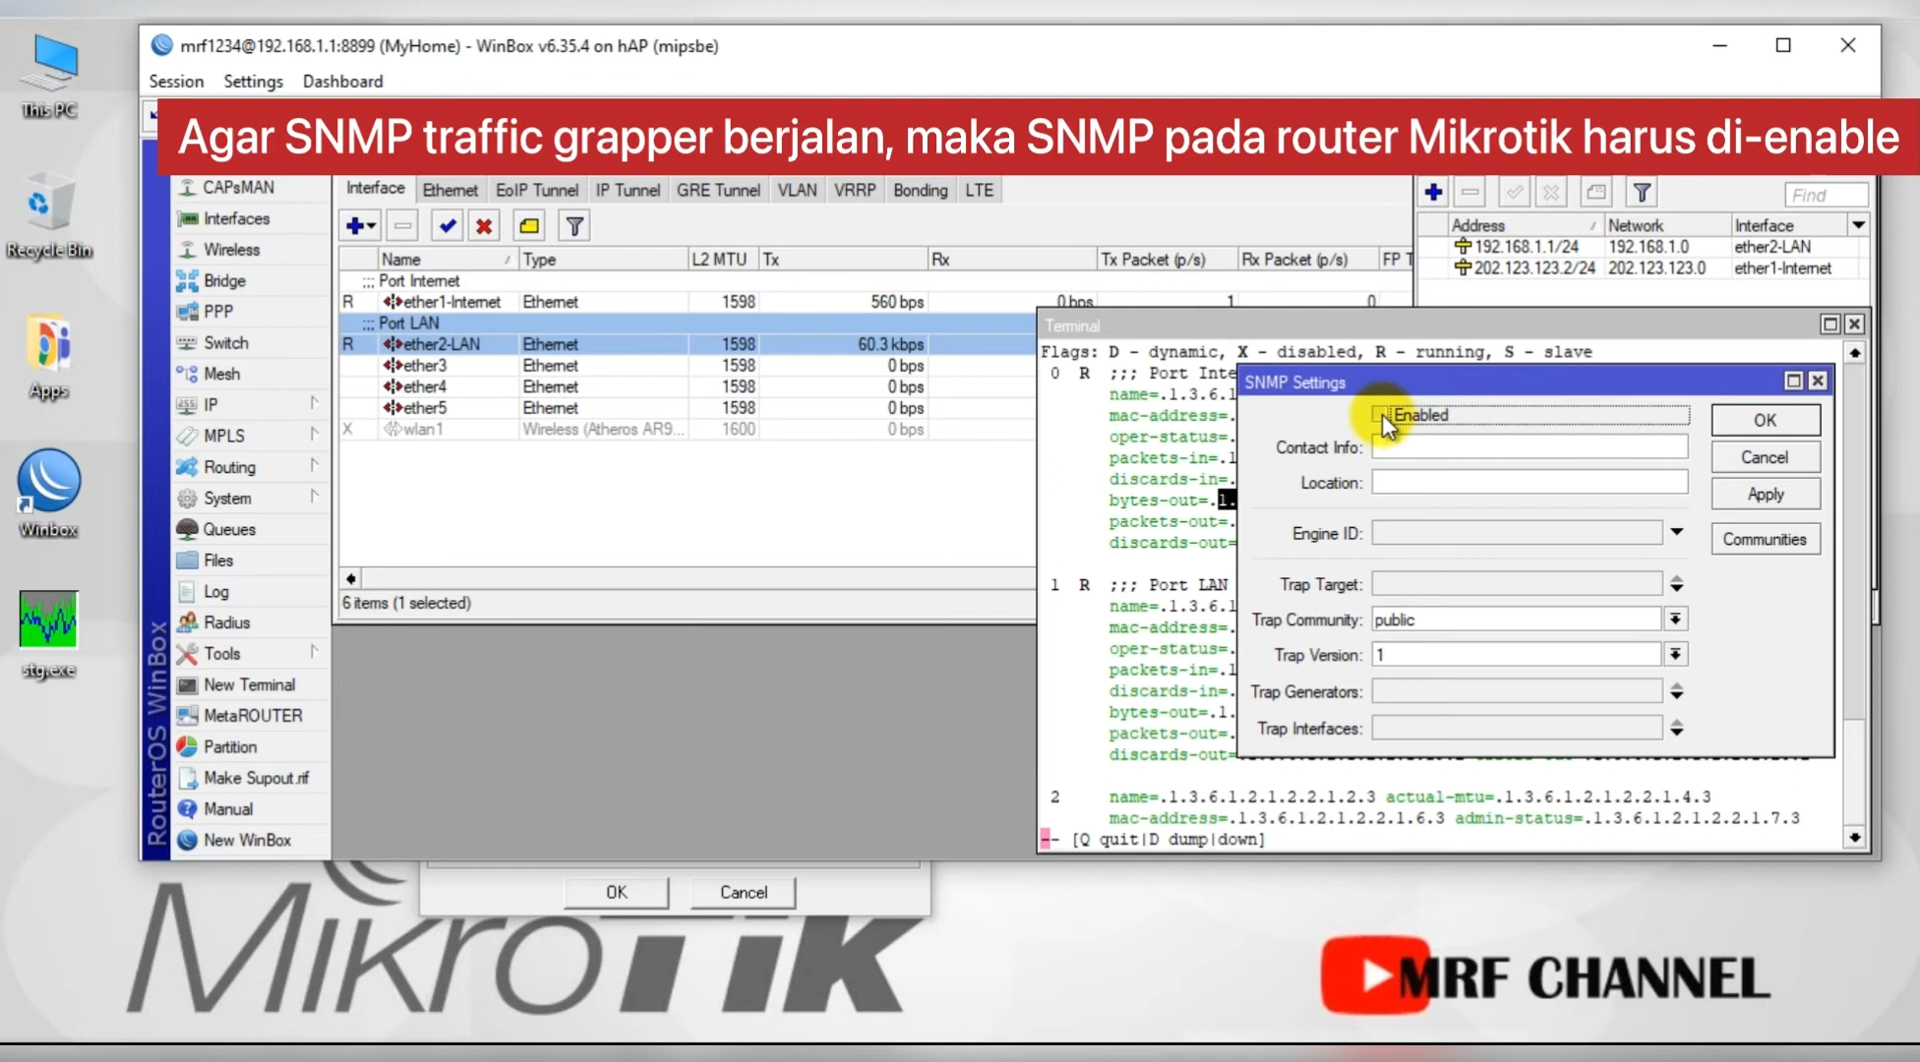 mrf1234@192.168.1.1:8899 (MyHome) - WinBox v6.35.4 on hAP (mipsbe)
Session Settings Dashboard
Agar SNMP traffic grapper berjalan, maka SNMP pada router Mikrotik harus di-enable
This PC
Recycle Bin
Apps
Winbox
stg.exe
RouterOS WinBox
CAPsMAN
Interfaces
Wireless
Bridge
PPP
Switch
Mesh
IP
MPLS
Routing
System
Queues
Files
Log
Radius
Tools
New Terminal
MetaROUTER
Partition
Make Supout.rif
Manual
New WinBox
Interface Ethernet EoIP Tunnel IP Tunnel GRE Tunnel VLAN VRRP Bonding LTE
Name Type L2 MTU Tx Rx Tx Packet (p/s) Rx Packet (p/s) FP T
;;; Port Internet
R ether1-Internet Ethernet 1598 560 bps 0 bps 1 0
;;; Port LAN
R ether2-LAN Ethernet 1598 60.3 kbps
ether3 Ethernet 1598 0 bps
ether4 Ethernet 1598 0 bps
ether5 Ethernet 1598 0 bps
X wlan1 Wireless (Atheros AR9... 1600 0 bps
6 items (1 selected)
Find
Address Network Interface
192.168.1.1/24 192.168.1.0 ether2-LAN
202.123.123.2/24 202.123.123.0 ether1-Internet
Terminal
Flags: D - dynamic, X - disabled, R - running, S - slave
0 R ;;; Port Inte
name=.1.3.6.1
mac-address=.
oper-status=.
packets-in=.1
discards-in=.
bytes-out=.1.
packets-out=.
discards-out=
1 R ;;; Port LAN
name=.1.3.6.1
mac-address=.
oper-status=.
packets-in=.1
discards-in=.
bytes-out=.1.
packets-out=.
discards-out=.
2 name=.1.3.6.1.2.1.2.2.1.2.3 actual-mtu=.1.3.6.1.2.1.2.2.1.4.3
mac-address=.1.3.6.1.2.1.2.2.1.6.3 admin-status=.1.3.6.1.2.1.2.2.1.7.3
-- [Q quit|D dump|down]
SNMP Settings
Enabled
Contact Info:
Location:
Engine ID:
Trap Target:
Trap Community: public
Trap Version: 1
Trap Generators:
Trap Interfaces:
OK
Cancel
Apply
Communities
OK Cancel
MikroTik
MRF CHANNEL